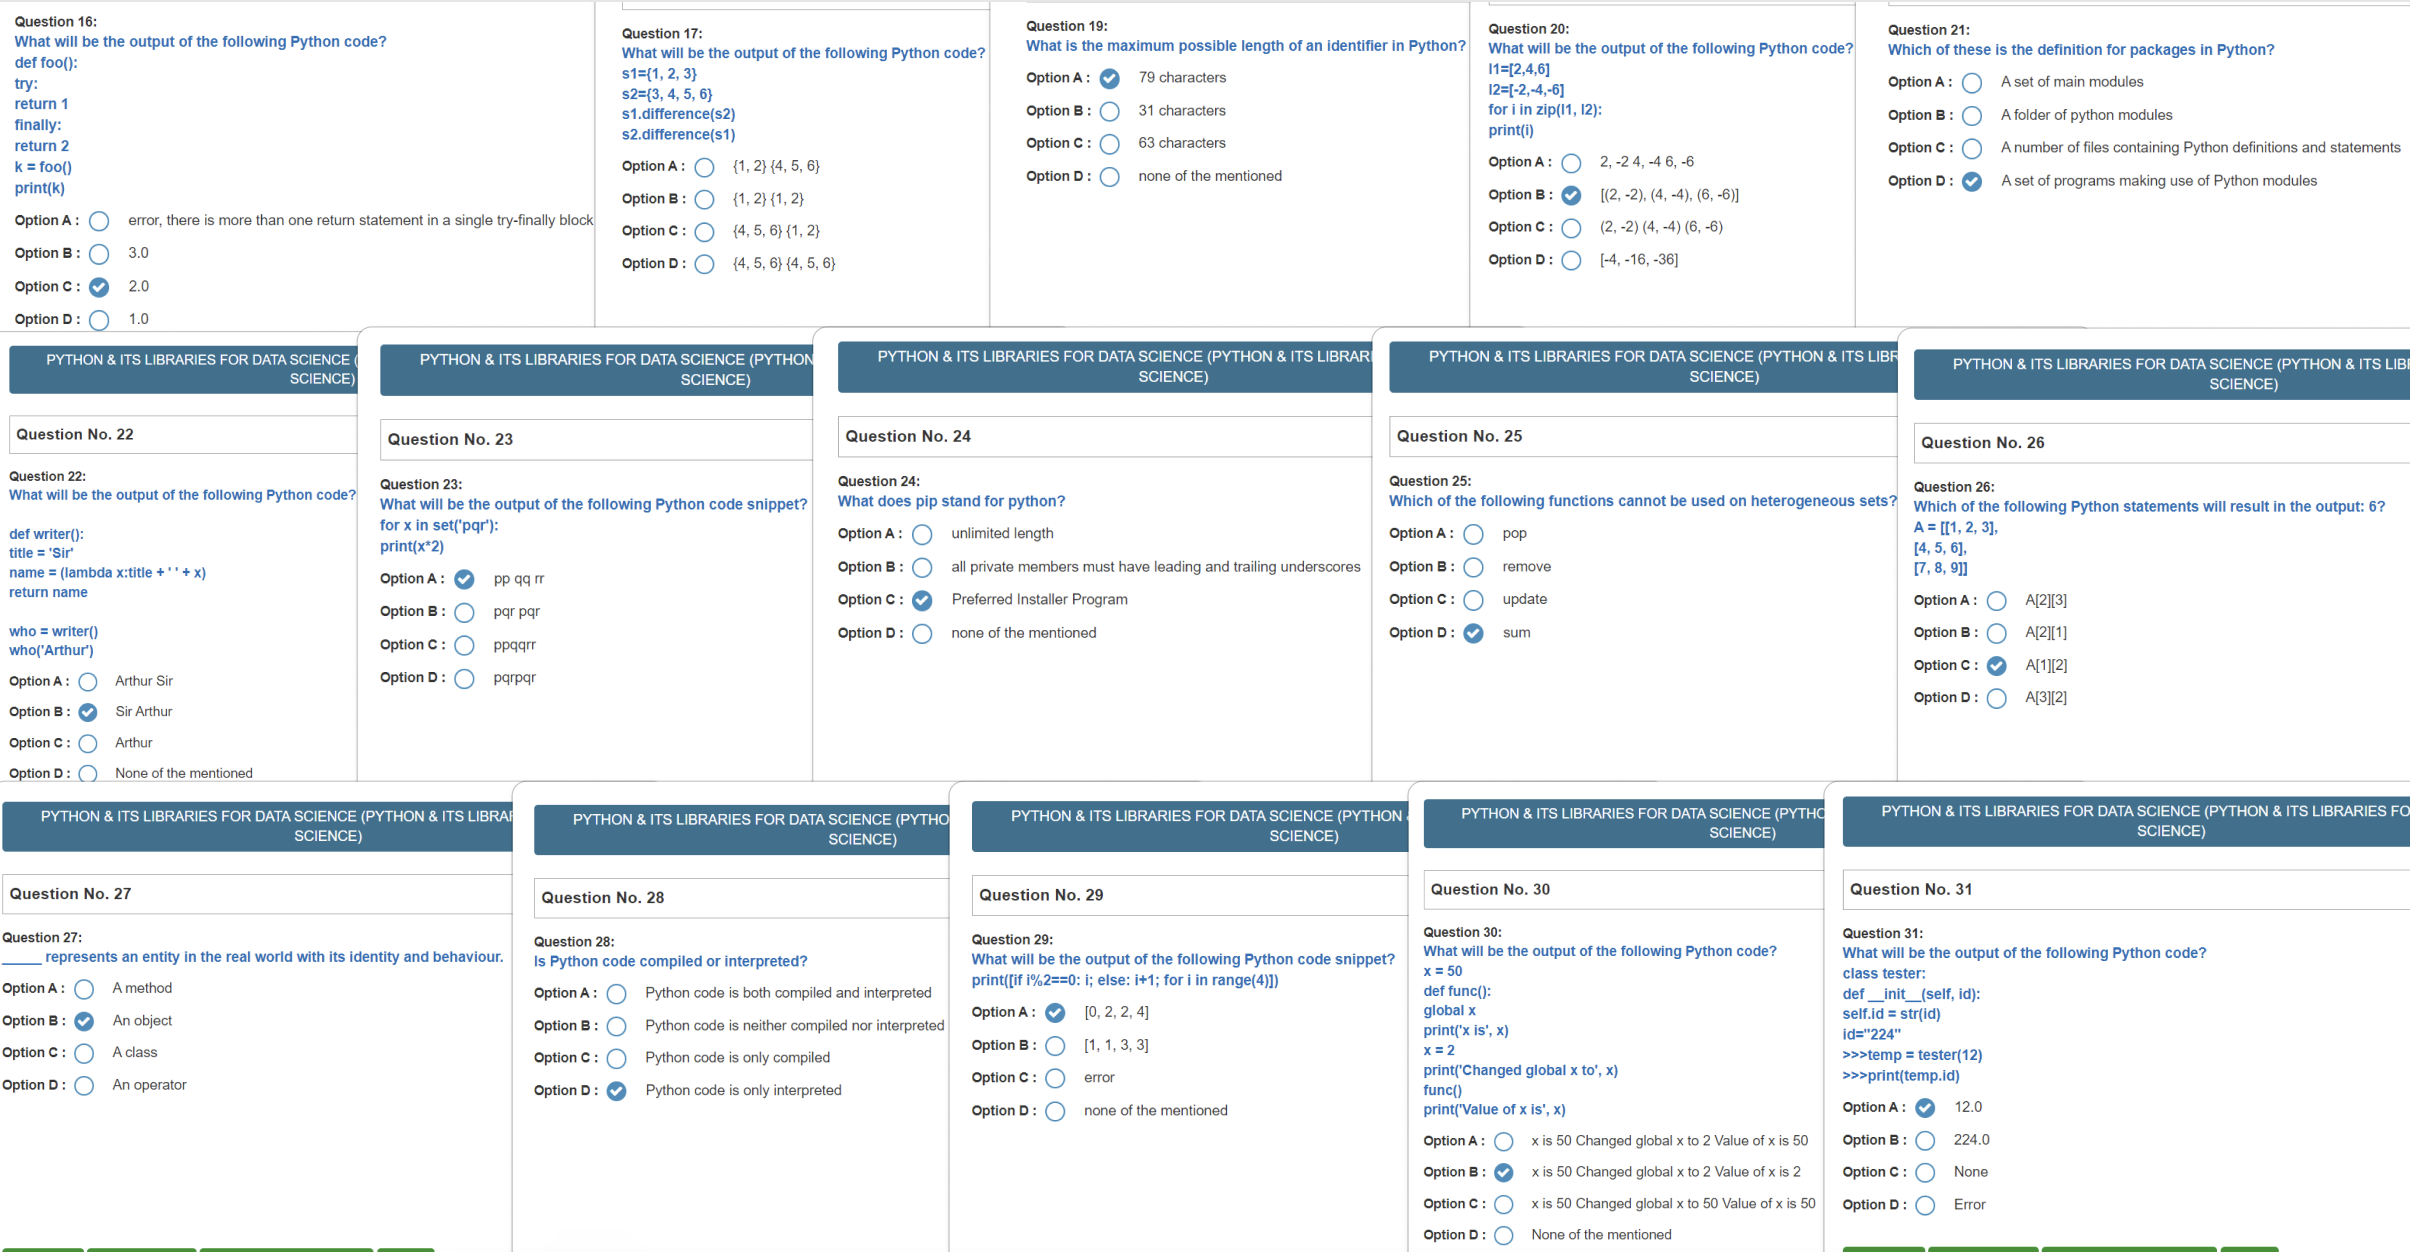 Question 16:
What will be the output of the following Python code?
def foo():
try:
return 1
finally:
return 2
k = foo()
print(k)
Option A : error, there is more than one return statement in a single try-finally block
Option B : 3.0
Option C : 2.0
Option D : 1.0
Question 17:
What will be the output of the following Python code?
s1={1, 2, 3}
s2={3, 4, 5, 6}
s1.difference(s2)
s2.difference(s1)
Option A : {1, 2} {4, 5, 6}
Option B : {1, 2} {1, 2}
Option C : {4, 5, 6} {1, 2}
Option D : {4, 5, 6} {4, 5, 6}
Question 19:
What is the maximum possible length of an identifier in Python?
Option A : 79 characters
Option B : 31 characters
Option C : 63 characters
Option D : none of the mentioned
Question 20:
What will be the output of the following Python code?
l1=[2,4,6]
l2=[-2,-4,-6]
for i in zip(l1, l2):
print(i)
Option A : 2, -2 4, -4 6, -6
Option B : [(2, -2), (4, -4), (6, -6)]
Option C : (2, -2) (4, -4) (6, -6)
Option D : [-4, -16, -36]
Question 21:
Which of these is the definition for packages in Python?
Option A : A set of main modules
Option B : A folder of python modules
Option C : A number of files containing Python definitions and statements
Option D : A set of programs making use of Python modules
PYTHON & ITS LIBRARIES FOR DATA SCIENCE (
SCIENCE)
Question No. 22
Question 22:
What will be the output of the following Python code?
def writer():
title = 'Sir'
name = (lambda x:title + ' ' + x)
return name
who = writer()
who('Arthur')
Option A : Arthur Sir
Option B : Sir Arthur
Option C : Arthur
Option D : None of the mentioned
PYTHON & ITS LIBRARIES FOR DATA SCIENCE (PYTHON
SCIENCE)
Question No. 23
Question 23:
What will be the output of the following Python code snippet?
for x in set('pqr'):
print(x*2)
Option A : pp qq rr
Option B : pqr pqr
Option C : ppqqrr
Option D : pqrpqr
PYTHON & ITS LIBRARIES FOR DATA SCIENCE (PYTHON & ITS LIBRARI
SCIENCE)
Question No. 24
Question 24:
What does pip stand for python?
Option A : unlimited length
Option B : all private members must have leading and trailing underscores
Option C : Preferred Installer Program
Option D : none of the mentioned
PYTHON & ITS LIBRARIES FOR DATA SCIENCE (PYTHON & ITS LIBR
SCIENCE)
Question No. 25
Question 25:
Which of the following functions cannot be used on heterogeneous sets?
Option A : pop
Option B : remove
Option C : update
Option D : sum
PYTHON & ITS LIBRARIES FOR DATA SCIENCE (PYTHON & ITS LIBR
SCIENCE)
Question No. 26
Question 26:
Which of the following Python statements will result in the output: 6?
A = [[1, 2, 3],
[4, 5, 6],
[7, 8, 9]]
Option A : A[2][3]
Option B : A[2][1]
Option C : A[1][2]
Option D : A[3][2]
PYTHON & ITS LIBRARIES FOR DATA SCIENCE (PYTHON & ITS LIBRAR
SCIENCE)
Question No. 27
Question 27:
_____ represents an entity in the real world with its identity and behaviour.
Option A : A method
Option B : An object
Option C : A class
Option D : An operator
PYTHON & ITS LIBRARIES FOR DATA SCIENCE (PYTHO
SCIENCE)
Question No. 28
Question 28:
Is Python code compiled or interpreted?
Option A : Python code is both compiled and interpreted
Option B : Python code is neither compiled nor interpreted
Option C : Python code is only compiled
Option D : Python code is only interpreted
PYTHON & ITS LIBRARIES FOR DATA SCIENCE (PYTHON &
SCIENCE)
Question No. 29
Question 29:
What will be the output of the following Python code snippet?
print([if i%2==0: i; else: i+1; for i in range(4)])
Option A : [0, 2, 2, 4]
Option B : [1, 1, 3, 3]
Option C : error
Option D : none of the mentioned
PYTHON & ITS LIBRARIES FOR DATA SCIENCE (PYTHO
SCIENCE)
Question No. 30
Question 30:
What will be the output of the following Python code?
x = 50
def func():
global x
print('x is', x)
x = 2
print('Changed global x to', x)
func()
print('Value of x is', x)
Option A : x is 50 Changed global x to 2 Value of x is 50
Option B : x is 50 Changed global x to 2 Value of x is 2
Option C : x is 50 Changed global x to 50 Value of x is 50
Option D : None of the mentioned
PYTHON & ITS LIBRARIES FOR DATA SCIENCE (PYTHON & ITS LIBRARIES FO
SCIENCE)
Question No. 31
Question 31:
What will be the output of the following Python code?
class tester:
def __init__(self, id):
self.id = str(id)
id="224"
>>>temp = tester(12)
>>>print(temp.id)
Option A : 12.0
Option B : 224.0
Option C : None
Option D : Error